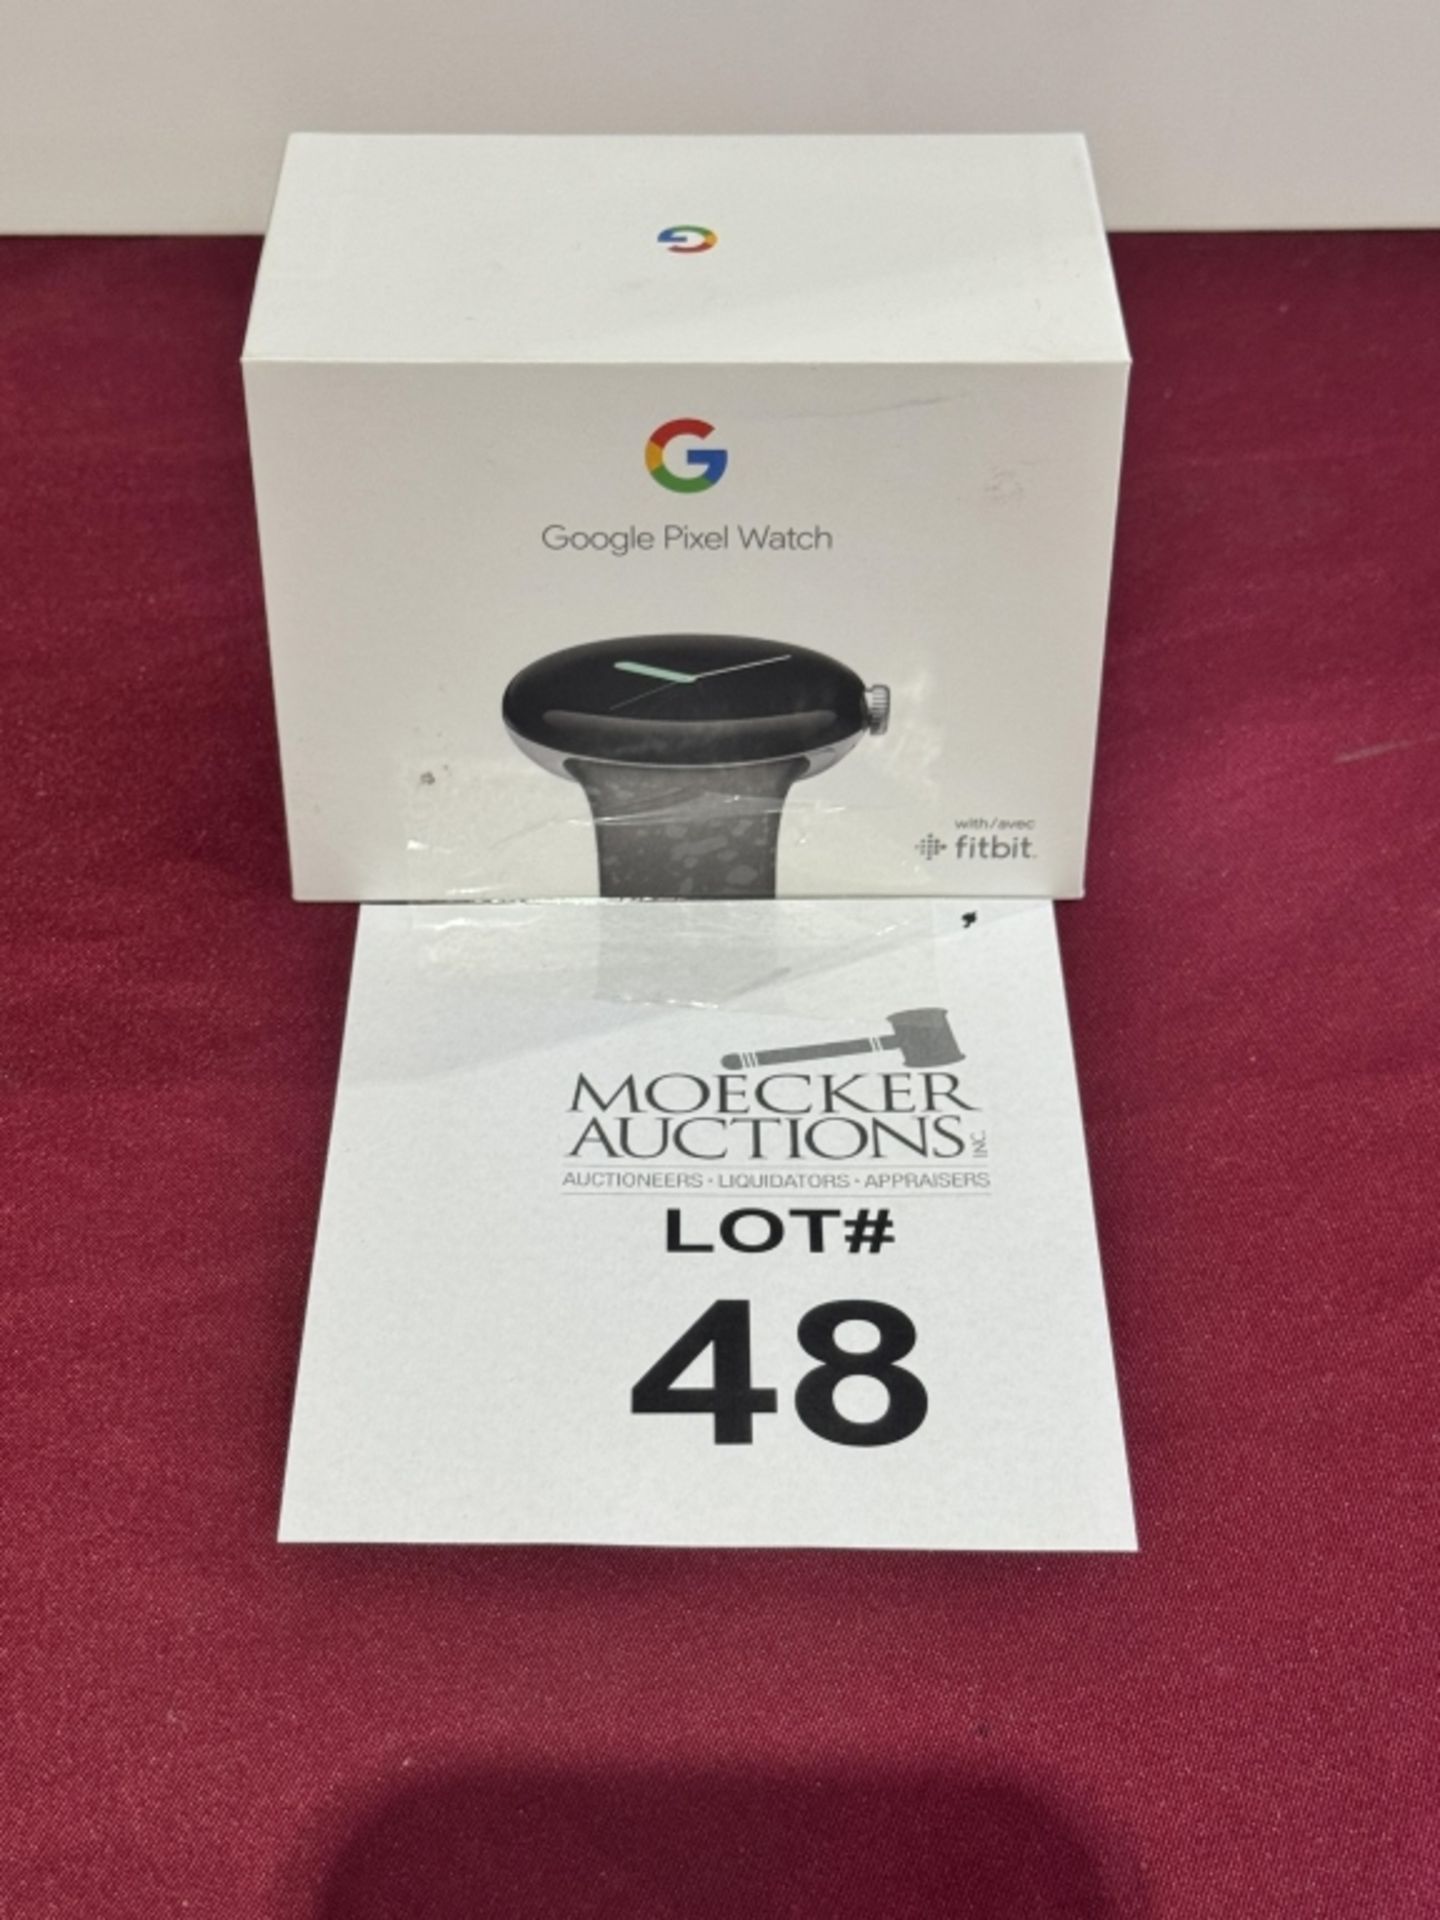 G
G
Google Pixel Watch
with/avec
fitbit.
MOECKER
AUCTIONS INC.
AUCTIONEERS • LIQUIDATORS • APPRAISERS
LOT#
48